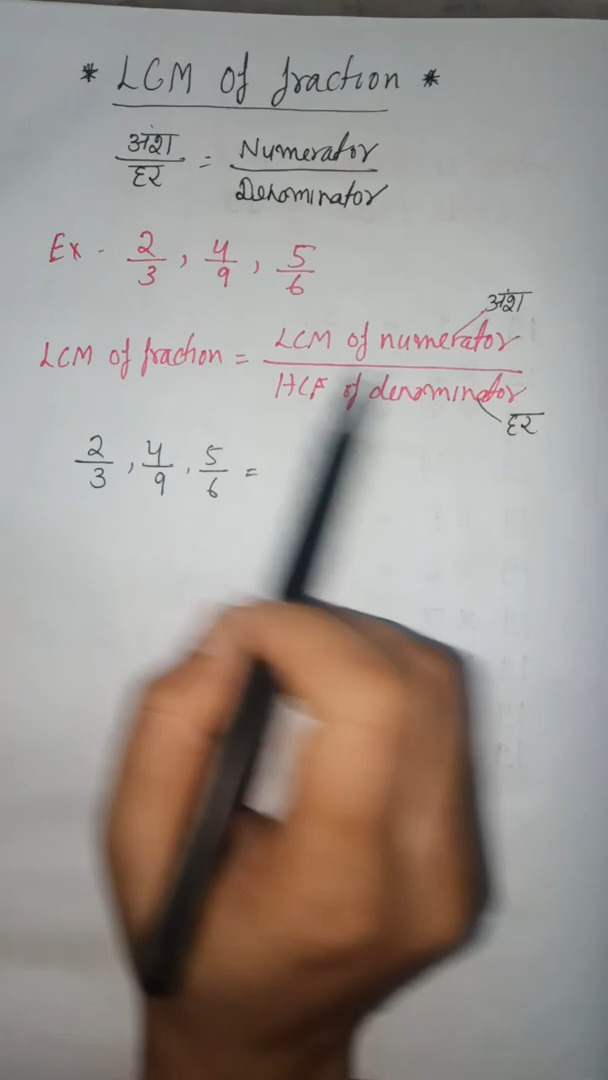 * LCM of fraction *
अंश/हर = Numerator/Denominator
Ex - 2/3, 4/9, 5/6
अंश
LCM of fraction = LCM of numerator/HCF of denominator
हर
2/3, 4/9, 5/6 =